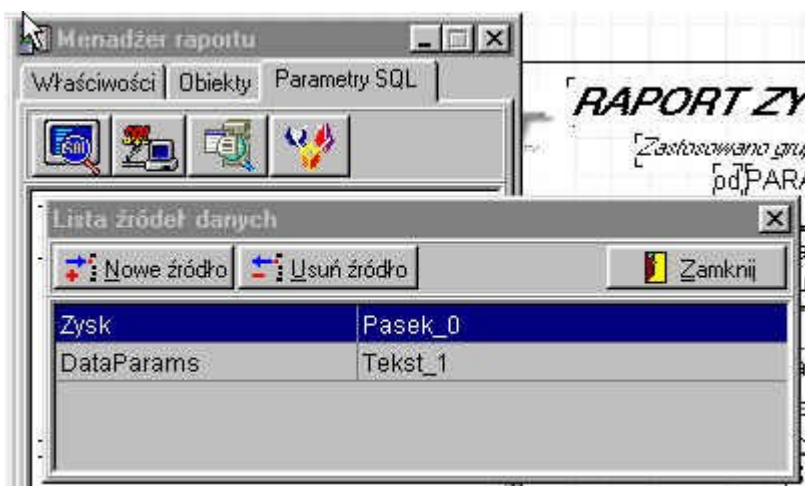 Menadżer raportu
Właściwości Obiekty Parametry SQL
SQL
RAPORT ZY
Zastosowano gru
od PARA
Lista źródeł danych
Nowe źródło Usuń źródło Zamknij
Zysk Pasek_0
DataParams Tekst_1